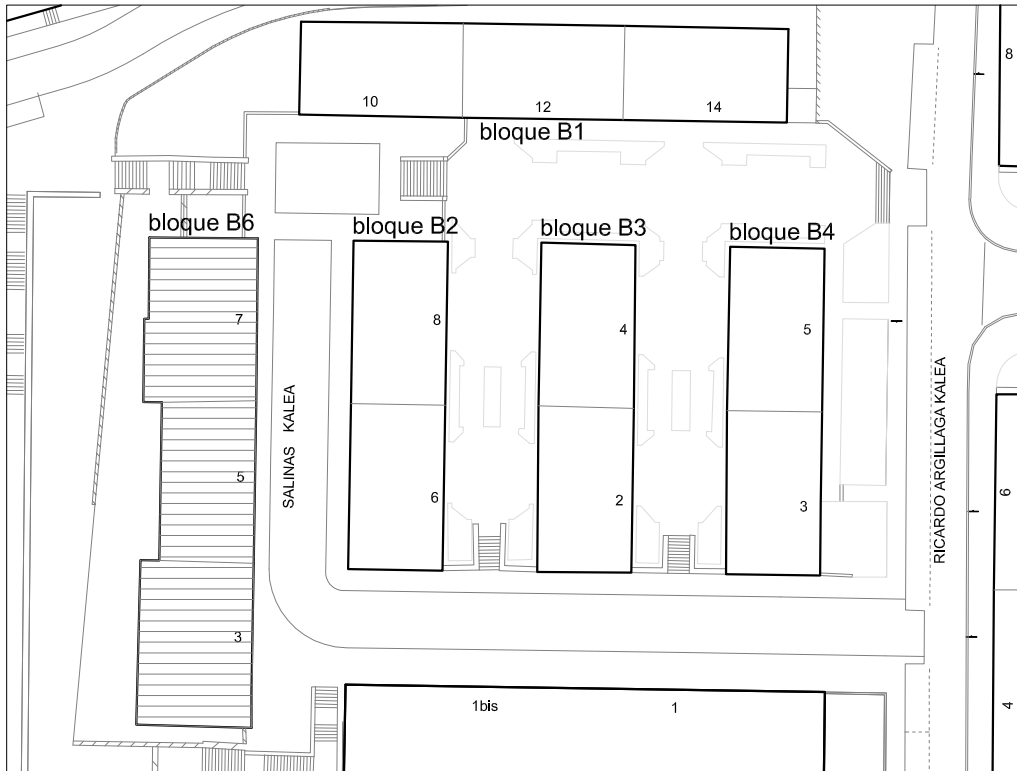 8
10
12
14
bloque B1
bloque B6
bloque B2
bloque B3
bloque B4
7
8
4
5
SALINAS KALEA
RICARDO ARGILLAGA KALEA
5
6
2
3
6
3
1bis
1
4